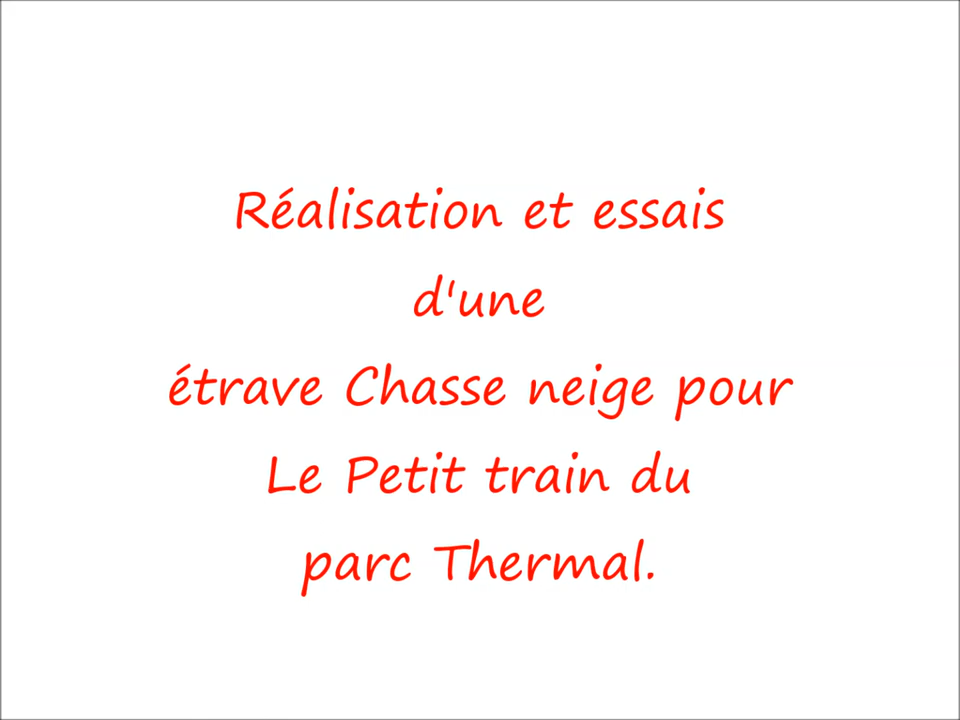 Réalisation et essais
d'une
étrave Chasse neige pour
Le Petit train du
parc Thermal.